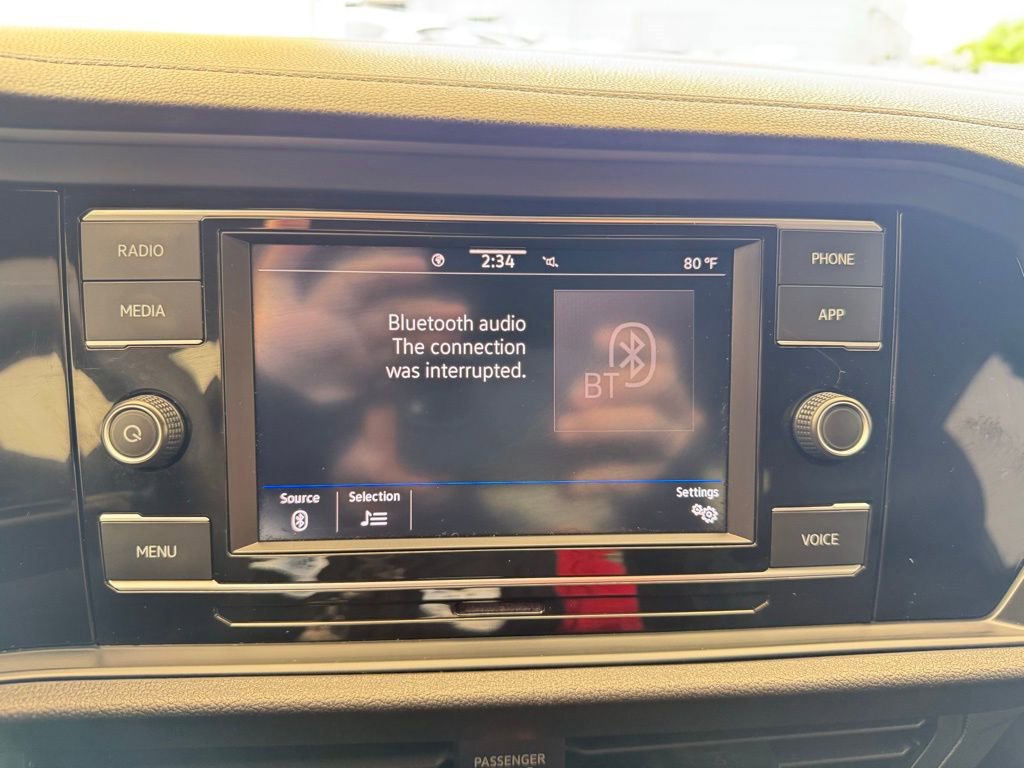 RADIO
MEDIA
2:34
80 °F
PHONE
APP
Bluetooth audio
The connection
was interrupted.
BT
Source
Selection
Settings
MENU
VOICE
PASSENGER